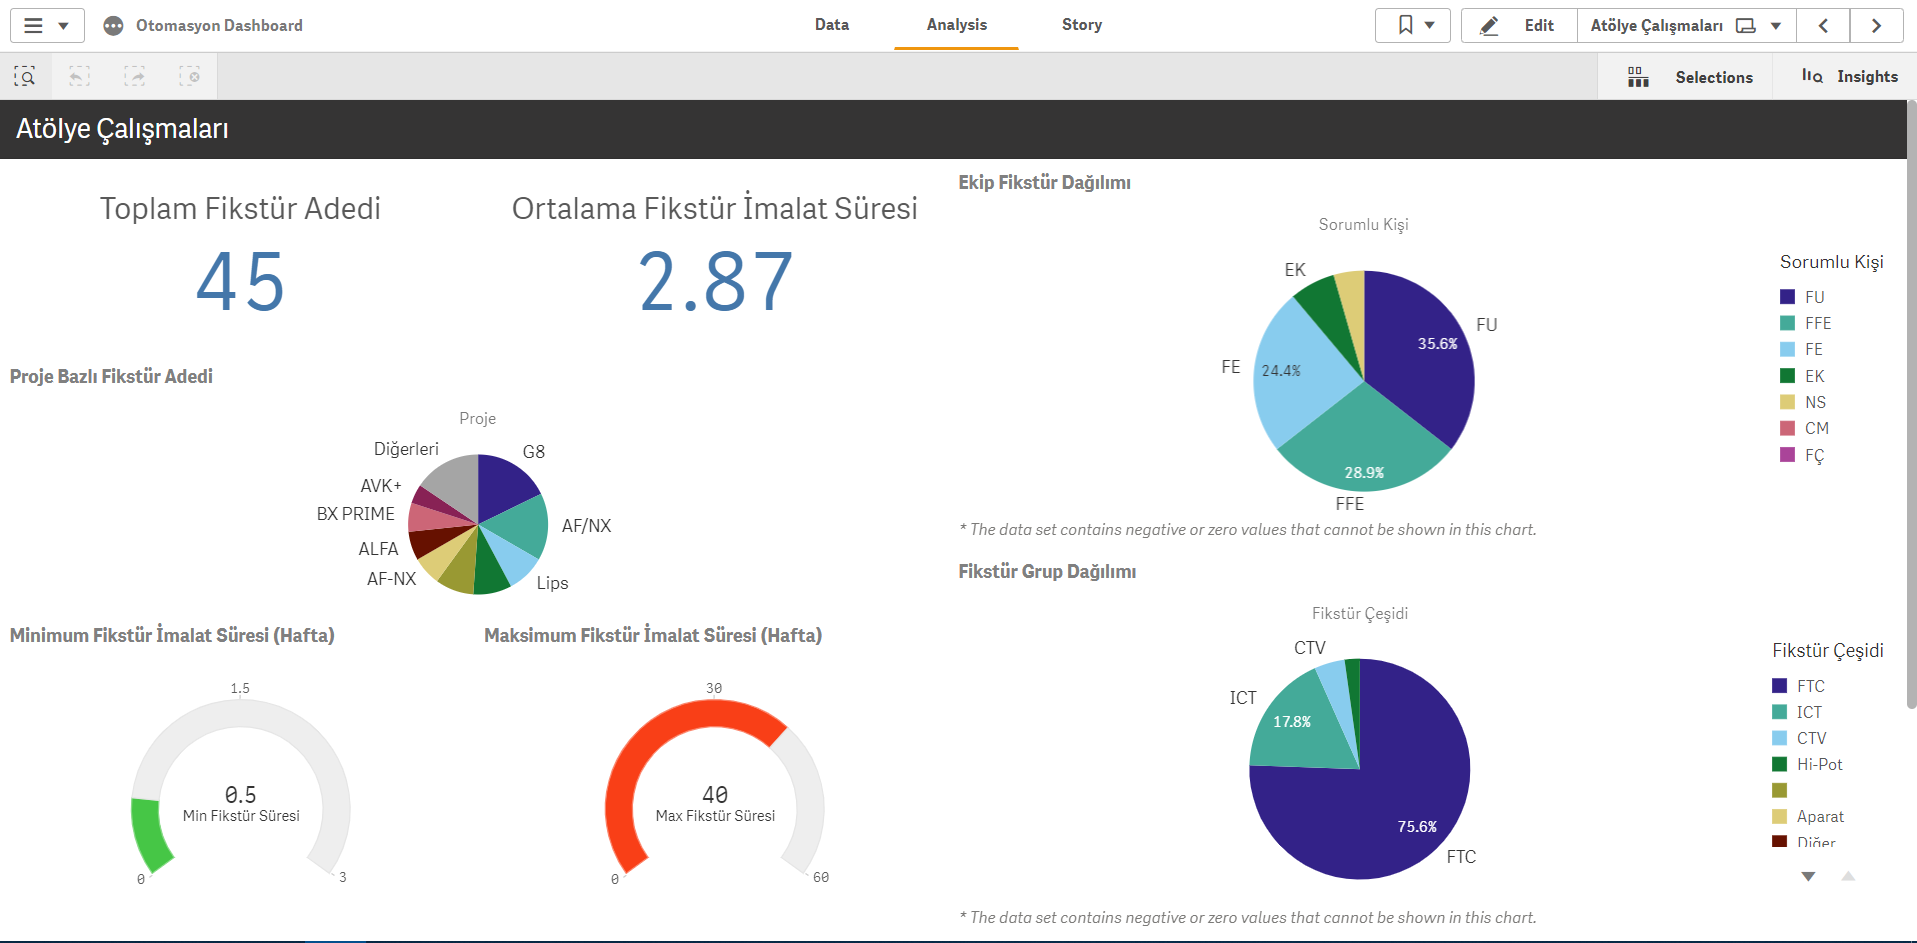 Otomasyon Dashboard
Data
Analysis
Story
Edit
Atölye Çalışmaları
Selections
Insights
Atölye Çalışmaları
Toplam Fikstür Adedi
45
Ortalama Fikstür İmalat Süresi
2.87
Proje Bazlı Fikstür Adedi
Proje
Diğerleri
G8
AVK+
BX PRIME
AF/NX
ALFA
AF-NX
Lips
Minimum Fikstür İmalat Süresi (Hafta)
1.5
0.5
Min Fikstür Süresi
0
3
Maksimum Fikstür İmalat Süresi (Hafta)
30
40
Max Fikstür Süresi
0
60
Ekip Fikstür Dağılımı
Sorumlu Kişi
EK
FU
35.6%
FE
24.4%
28.9%
FFE
Sorumlu Kişi
FU
FFE
FE
EK
NS
CM
FÇ
* The data set contains negative or zero values that cannot be shown in this chart.
Fikstür Grup Dağılımı
Fikstür Çeşidi
CTV
ICT
17.8%
75.6%
FTC
Fikstür Çeşidi
FTC
ICT
CTV
Hi-Pot
Aparat
Diğer
* The data set contains negative or zero values that cannot be shown in this chart.